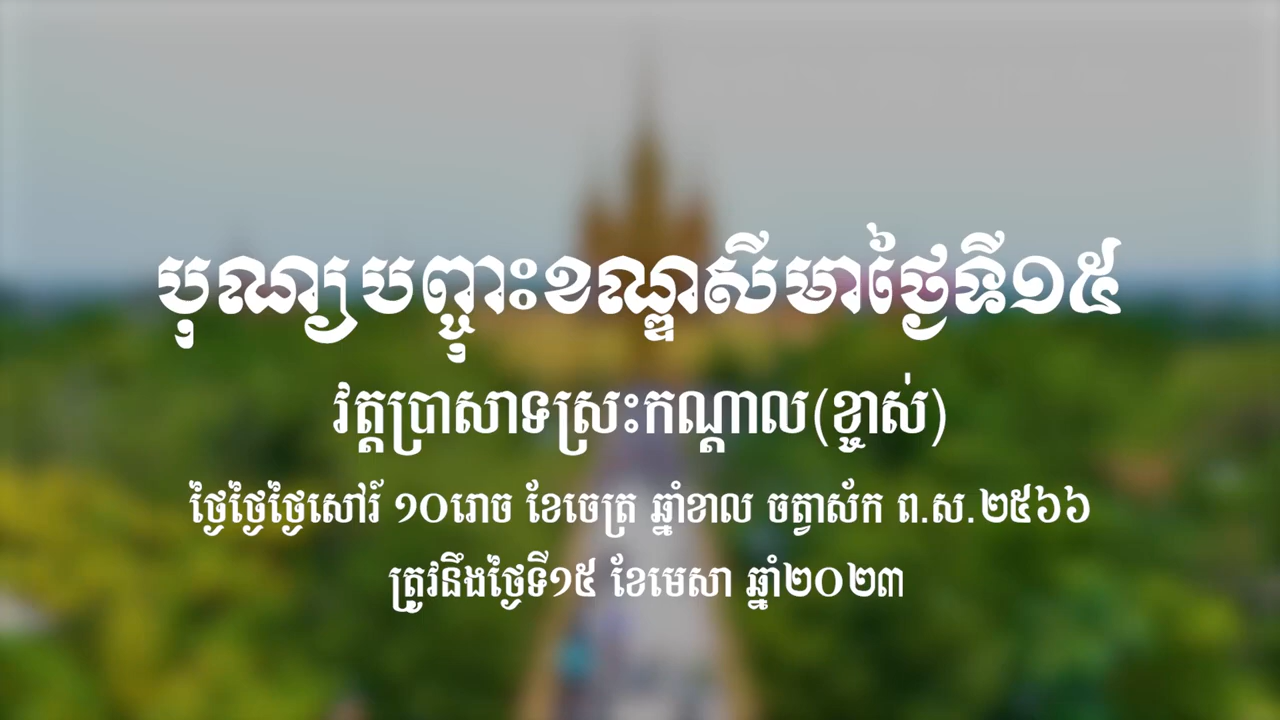 បុណ្យបញ្ចុះខណ្ឌសីមាថ្ងៃទី១៥
វត្តប្រាសាទស្រះកណ្តាល(ខ្ចាស់)
ថ្ងៃថ្ងៃថ្ងៃសៅរ៍ ១០រោច ខែចេត្រ ឆ្នាំខាល ចត្វាស័ក ព.ស.២៥៦៦
ត្រូវនឹងថ្ងៃទី១៥ ខែមេសា ឆ្នាំ២០២៣